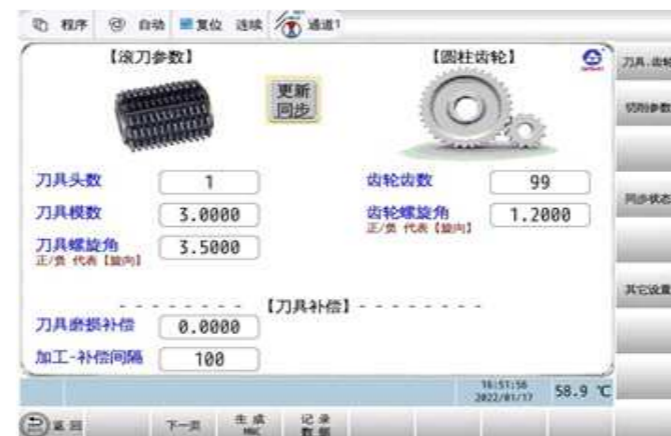 程序 自动 复位 连续 通道1
【滚刀参数】 【圆柱齿轮】
更新
同步
刀具头数 1 齿轮齿数 99
刀具模数 3.0000 齿轮螺旋角 1.2000
正/负 代表【旋向】
刀具螺旋角 3.5000
正/负 代表【旋向】
【刀具补偿】
刀具磨损补偿 0.0000
加工-补偿间隔 100
刀具.齿轮
切削参数
同步状态
其它设置
16:51:56
2022/01/17 58.9 ℃
返回 下一页 生成 记录
数据